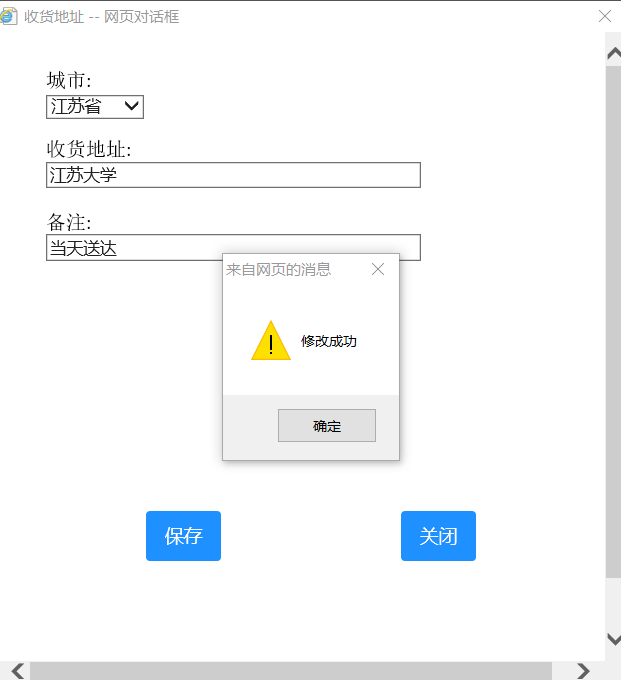 收货地址 -- 网页对话框
城市:
江苏省
收货地址:
江苏大学
备注:
当天送达
来自网页的消息
修改成功
确定
保存
关闭